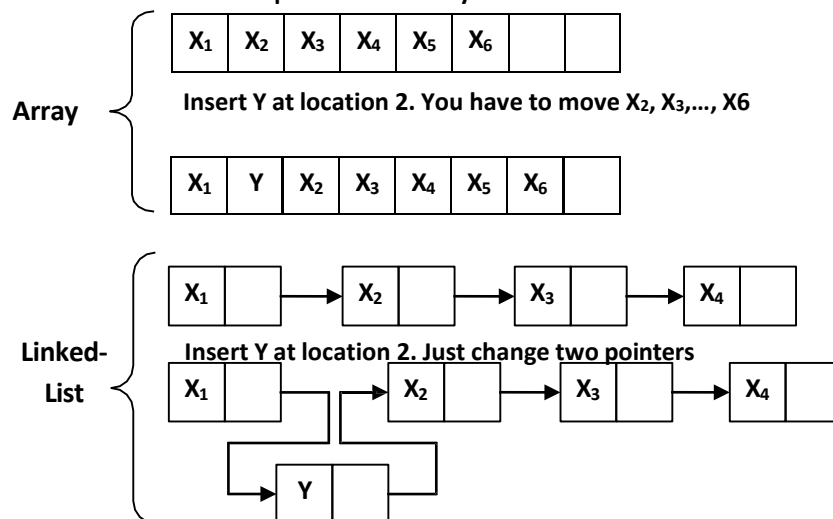 X₁ X₂ X₃ X₄ X₅ X₆
Array
Insert Y at location 2. You have to move X₂, X₃,…, X6
X₁ Y X₂ X₃ X₄ X₅ X₆
X₁ X₂ X₃ X₄
Linked-
List
Insert Y at location 2. Just change two pointers
X₁ X₂ X₃ X₄
Y